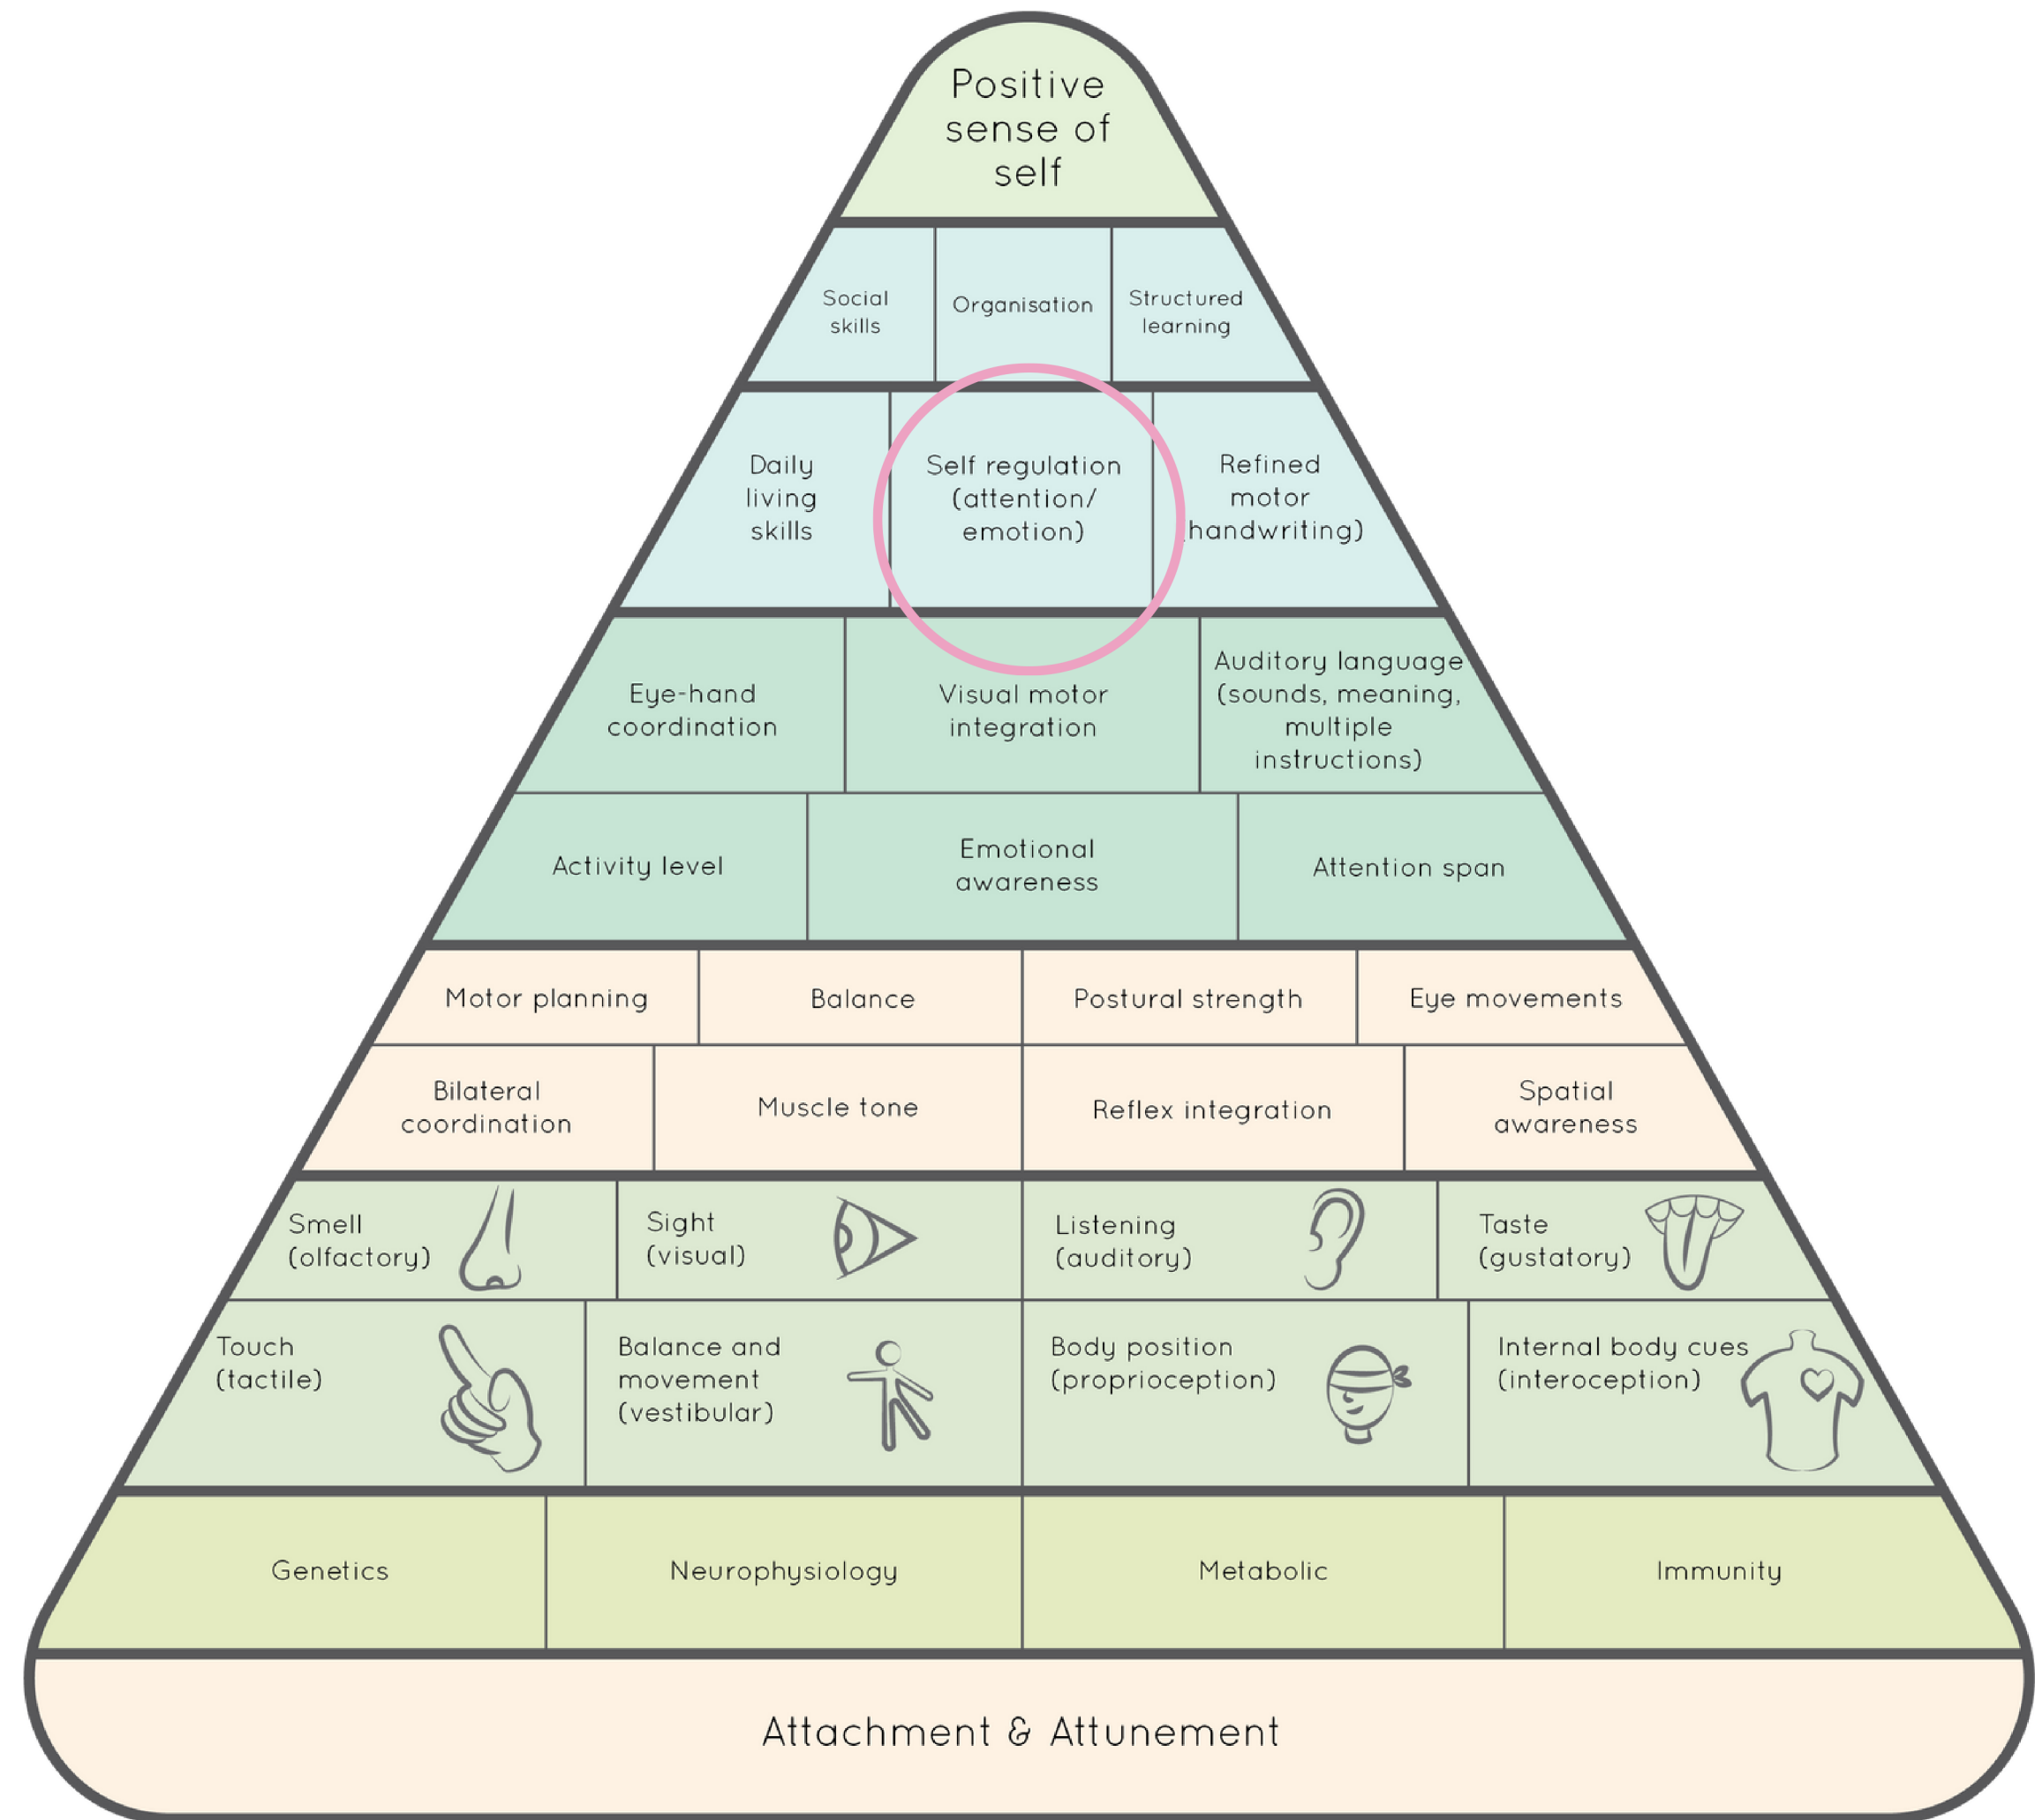 Positive
sense of
self
Social
skills
Organisation
Structured
learning
Daily
living
skills
Self regulation
(attention/
emotion)
Refined
motor
(handwriting)
Eye-hand
coordination
Visual motor
integration
Auditory language
(sounds, meaning,
multiple
instructions)
Activity level
Emotional
awareness
Attention span
Motor planning
Balance
Postural strength
Eye movements
Bilateral
coordination
Muscle tone
Reflex integration
Spatial
awareness
Smell
(olfactory)
Sight
(visual)
Listening
(auditory)
Taste
(gustatory)
Touch
(tactile)
Balance and
movement
(vestibular)
Body position
(proprioception)
Internal body cues
(interoception)
Genetics
Neurophysiology
Metabolic
Immunity
Attachment & Attunement